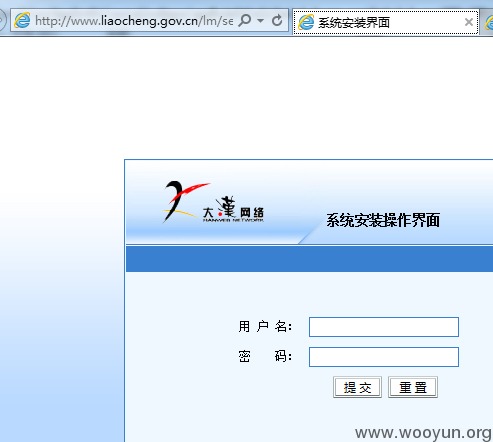 http://www.liaocheng.gov.cn/lm/se
系统安装界面
大漢网络
HANWEB NETWORK
系统安装操作界面
用 户 名：
密 码：
提 交 重 置
www.wooyun.org